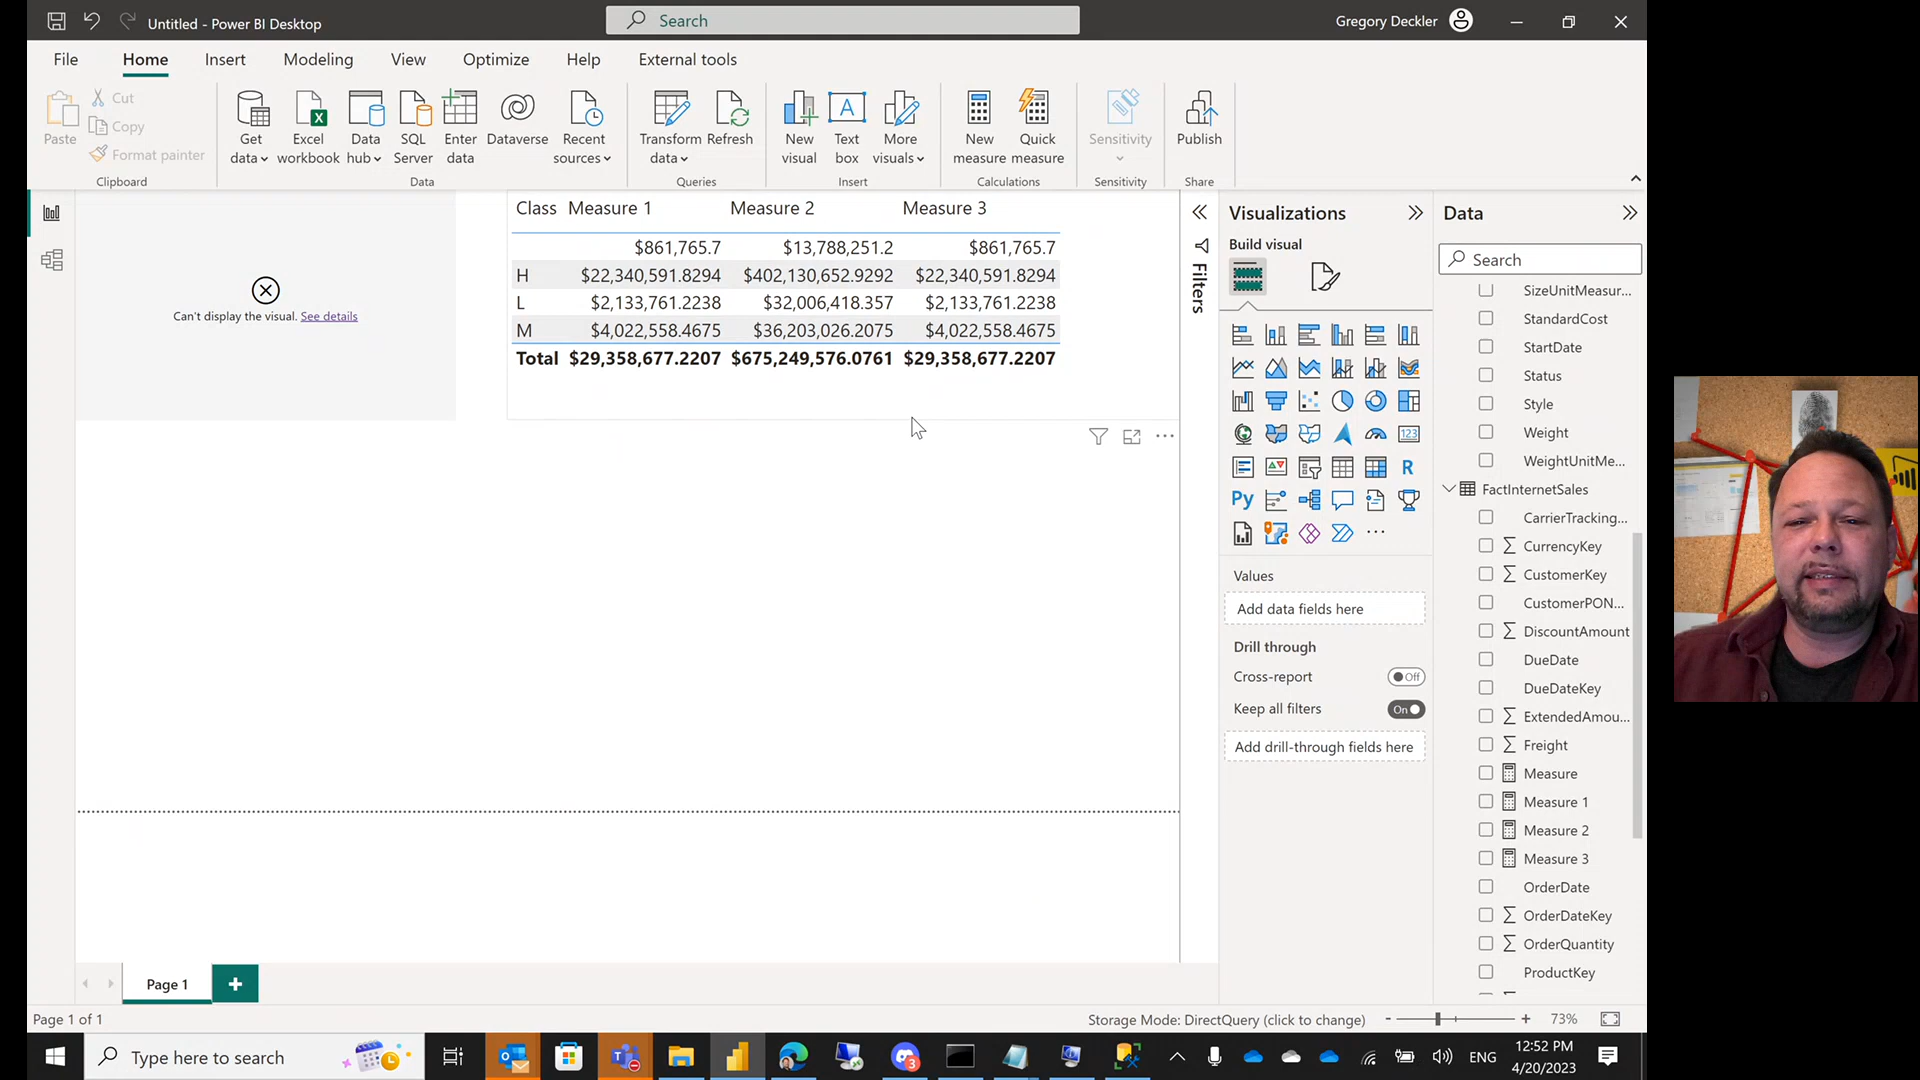 Untitled - Power BI Desktop
Search
Gregory Deckler
File Home Insert Modeling View Optimize Help External tools
Paste
Cut
Copy
Format painter
Clipboard
Get data
Excel workbook
Data hub
SQL Server
Enter data
Dataverse
Recent sources
Data
Transform data
Refresh
Queries
New visual
Text box
More visuals
Insert
New measure
Quick measure
Calculations
Sensitivity
Sensitivity
Publish
Share
Can't display the visual. See details
Class Measure 1 Measure 2 Measure 3
$861,765.7 $13,788,251.2 $861,765.7
H $22,340,591.8294 $402,130,652.9292 $22,340,591.8294
L $2,133,761.2238 $32,006,418.357 $2,133,761.2238
M $4,022,558.4675 $36,203,026.2075 $4,022,558.4675
Total $29,358,677.2207 $675,249,576.0761 $29,358,677.2207
Filters
Visualizations
Build visual
123
R
Py
Values
Add data fields here
Drill through
Cross-report
Off
Keep all filters
On
Add drill-through fields here
Data
Search
SizeUnitMeasur...
StandardCost
StartDate
Status
Style
Weight
WeightUnitMe...
FactInternetSales
CarrierTracking...
CurrencyKey
CustomerKey
CustomerPON...
DiscountAmount
DueDate
DueDateKey
ExtendedAmou...
Freight
Measure
Measure 1
Measure 2
Measure 3
OrderDate
OrderDateKey
OrderQuantity
ProductKey
Page 1
Page 1 of 1
Storage Mode: DirectQuery (click to change)
- + 73%
Type here to search
ENG
12:52 PM
4/20/2023